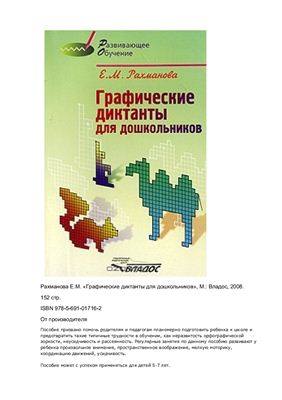 Развивающее
Обучение
Е.М. Рахманова
Графические
диктанты
для дошкольников
ВЛАДОС
Рахманова Е.М. «Графические диктанты для дошкольников», М.: Владос, 2008.
152 стр.
ISBN 978-5-691-01716-2
От производителя
Пособие призвано помочь родителям и педагогам планомерно подготовить ребенка к школе и
предотвратить такие типичные трудности в обучении, как неразвитость орфографической
зоркости, неусидчивость и рассеянность. Регулярные занятия по данному пособию развивают у
ребенка произвольное внимание, пространственное воображение, мелкую моторику,
координацию движений, усидчивость.
Пособие может с успехом применяться для детей 5-7 лет.